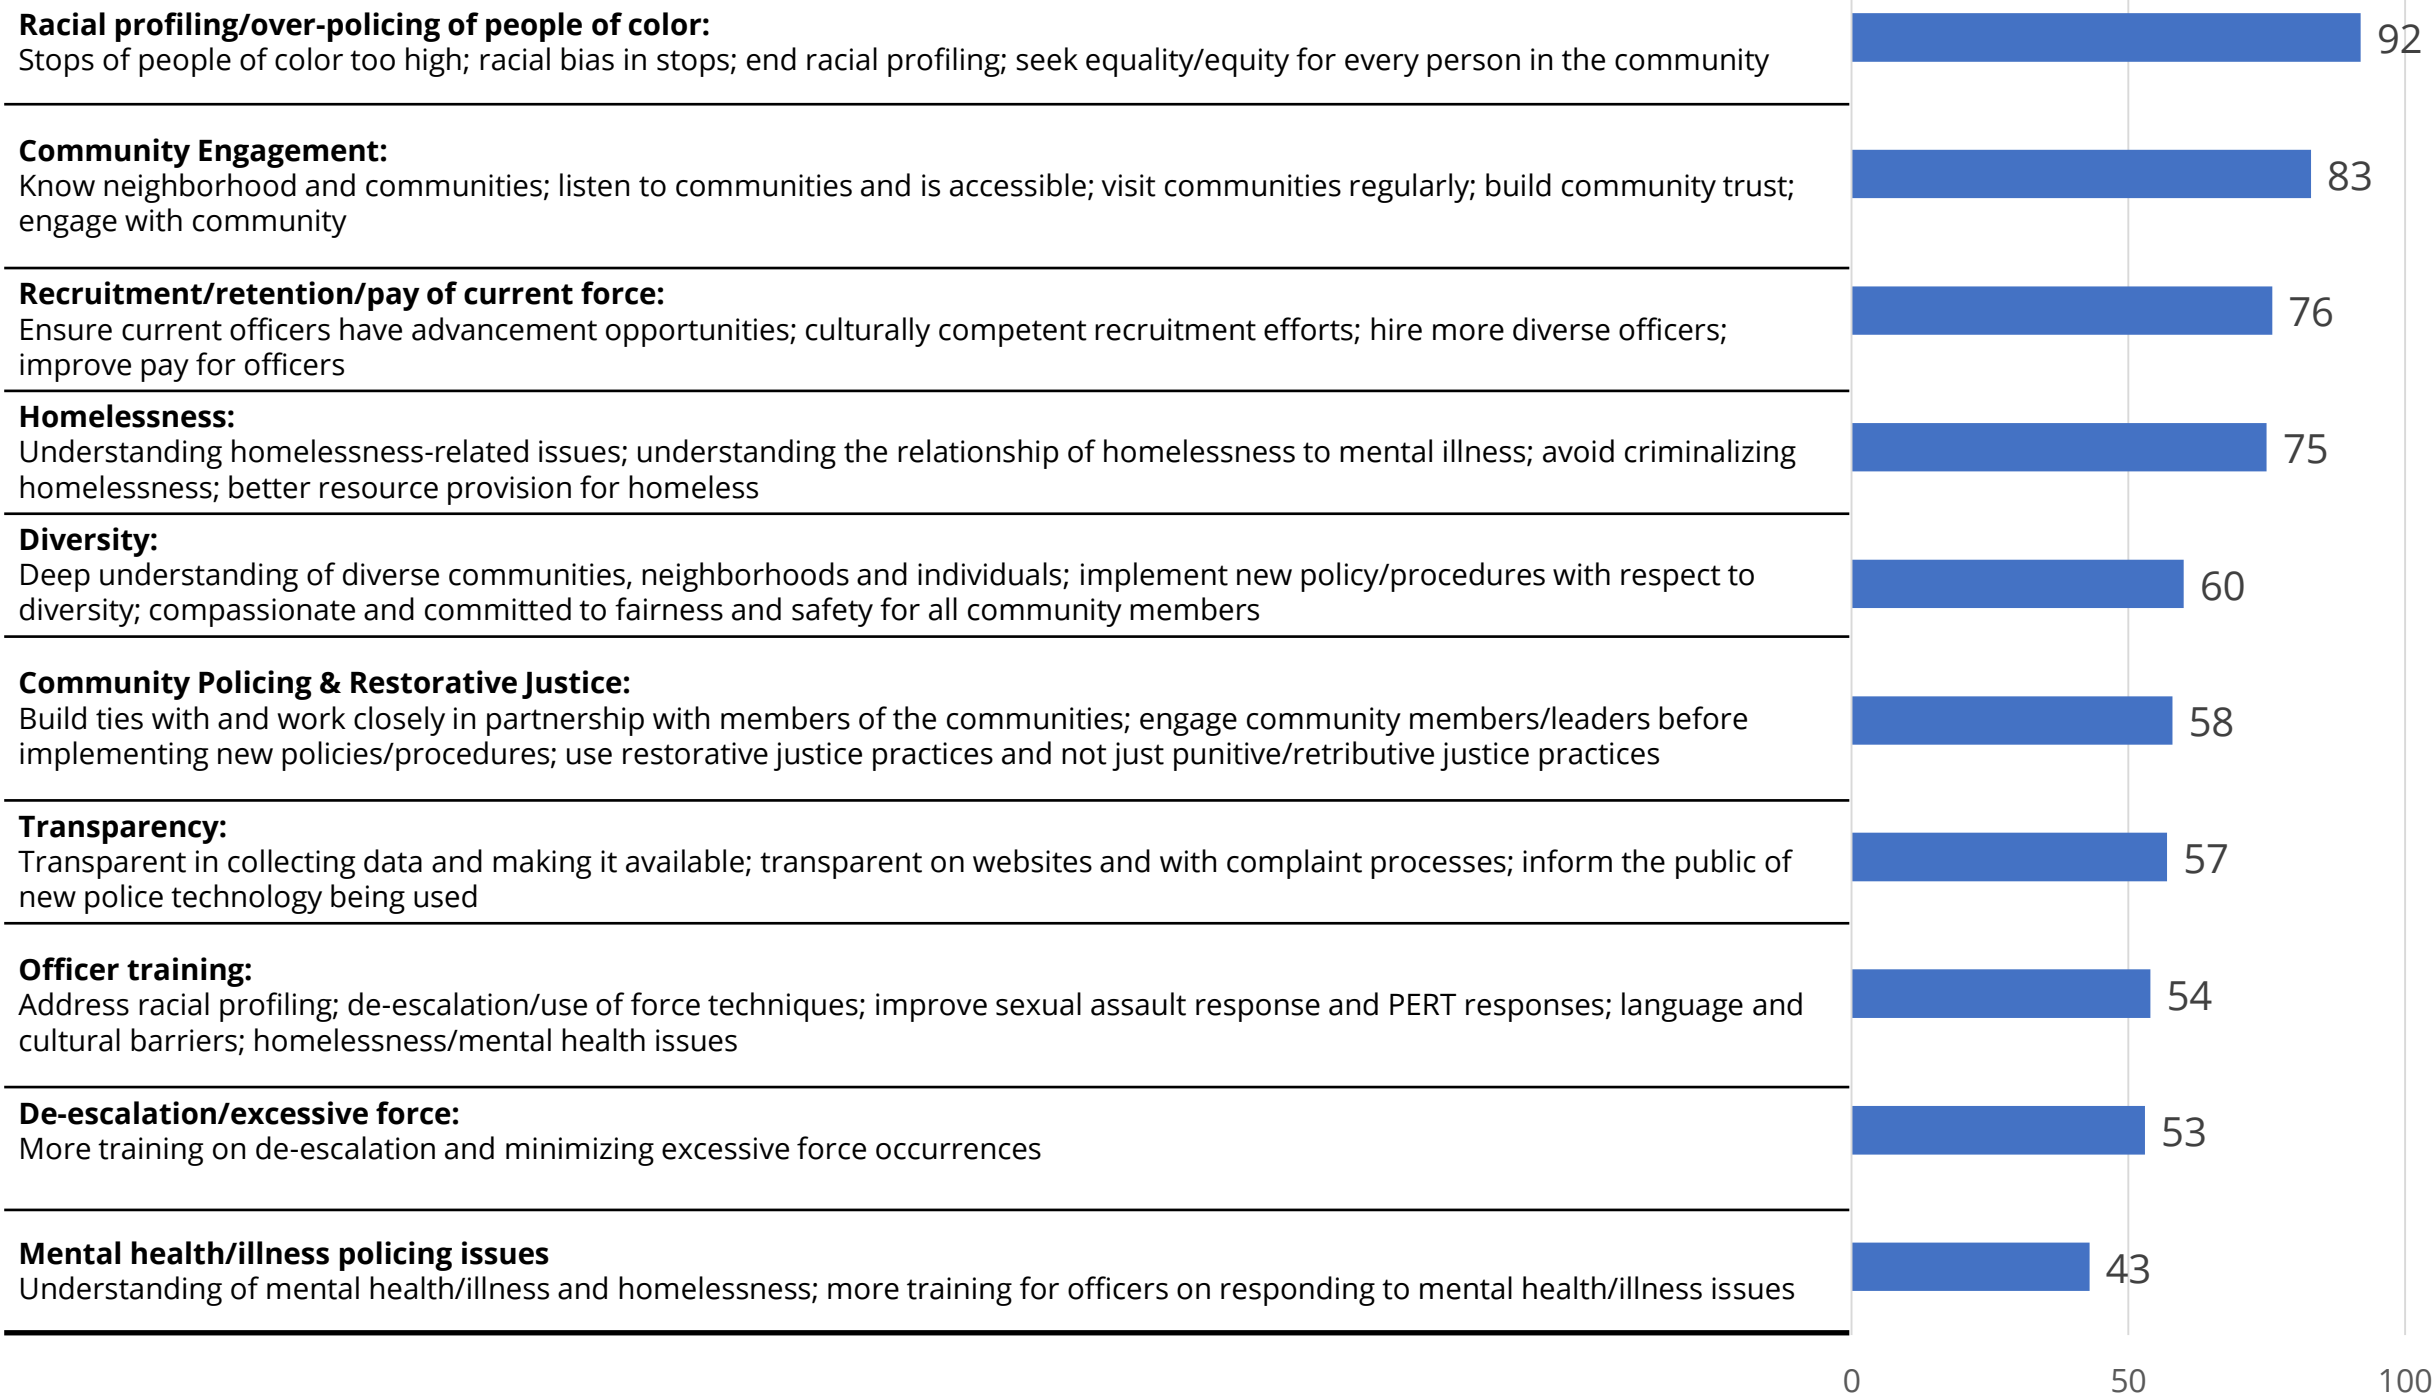 Racial profiling/over-policing of people of color:
Stops of people of color too high; racial bias in stops; end racial profiling; seek equality/equity for every person in the community
92
Community Engagement:
Know neighborhood and communities; listen to communities and is accessible; visit communities regularly; build community trust;
engage with community
83
Recruitment/retention/pay of current force:
Ensure current officers have advancement opportunities; culturally competent recruitment efforts; hire more diverse officers;
improve pay for officers
76
Homelessness:
Understanding homelessness-related issues; understanding the relationship of homelessness to mental illness; avoid criminalizing
homelessness; better resource provision for homeless
75
Diversity:
Deep understanding of diverse communities, neighborhoods and individuals; implement new policy/procedures with respect to
diversity; compassionate and committed to fairness and safety for all community members
60
Community Policing & Restorative Justice:
Build ties with and work closely in partnership with members of the communities; engage community members/leaders before
implementing new policies/procedures; use restorative justice practices and not just punitive/retributive justice practices
58
Transparency:
Transparent in collecting data and making it available; transparent on websites and with complaint processes; inform the public of
new police technology being used
57
Officer training:
Address racial profiling; de-escalation/use of force techniques; improve sexual assault response and PERT responses; language and
cultural barriers; homelessness/mental health issues
54
De-escalation/excessive force:
More training on de-escalation and minimizing excessive force occurrences
53
Mental health/illness policing issues
Understanding of mental health/illness and homelessness; more training for officers on responding to mental health/illness issues
43
0 50 100